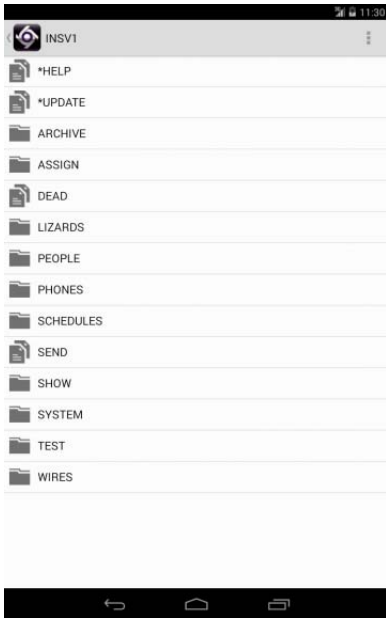 11:30
INSV1
*HELP
*UPDATE
ARCHIVE
ASSIGN
DEAD
LIZARDS
PEOPLE
PHONES
SCHEDULES
SEND
SHOW
SYSTEM
TEST
WIRES